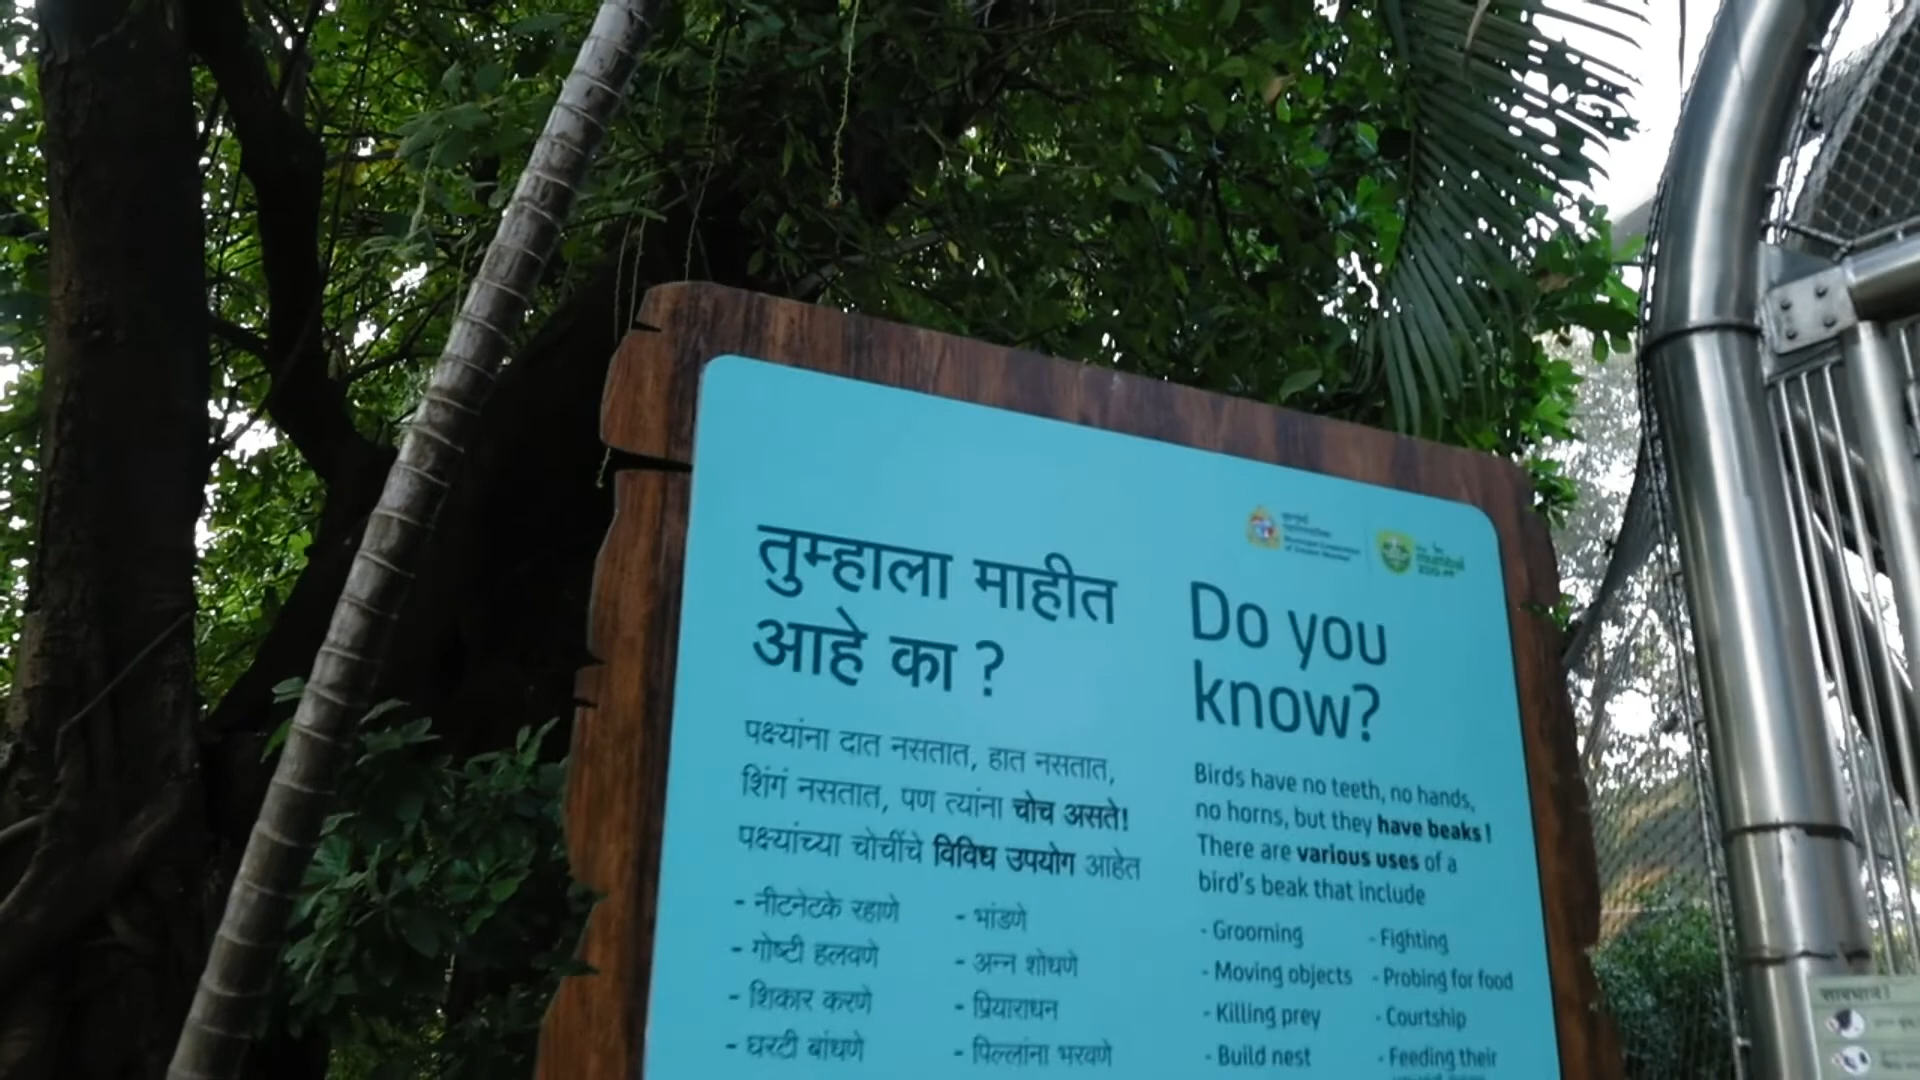 तुम्हाला माहीत
आहे का ?
पक्ष्यांना दात नसतात, हात नसतात,
शिंगं नसतात, पण त्यांना चोच असते!
पक्ष्यांच्या चोचींचे विविध उपयोग आहेत
- नीटनेटके रहाणे
- गोष्टी हलवणे
- शिकार करणे
- घरटी बांधणे
- भांडणे
- अन्न शोधणे
- प्रियाराधन
- पिल्लांना भरवणे
mumbai
Do you
know?
Birds have no teeth, no hands,
no horns, but they have beaks !
There are various uses of a
bird's beak that include
- Grooming
- Moving objects
- Killing prey
- Build nest
- Fighting
- Probing for food
- Courtship
- Feeding their